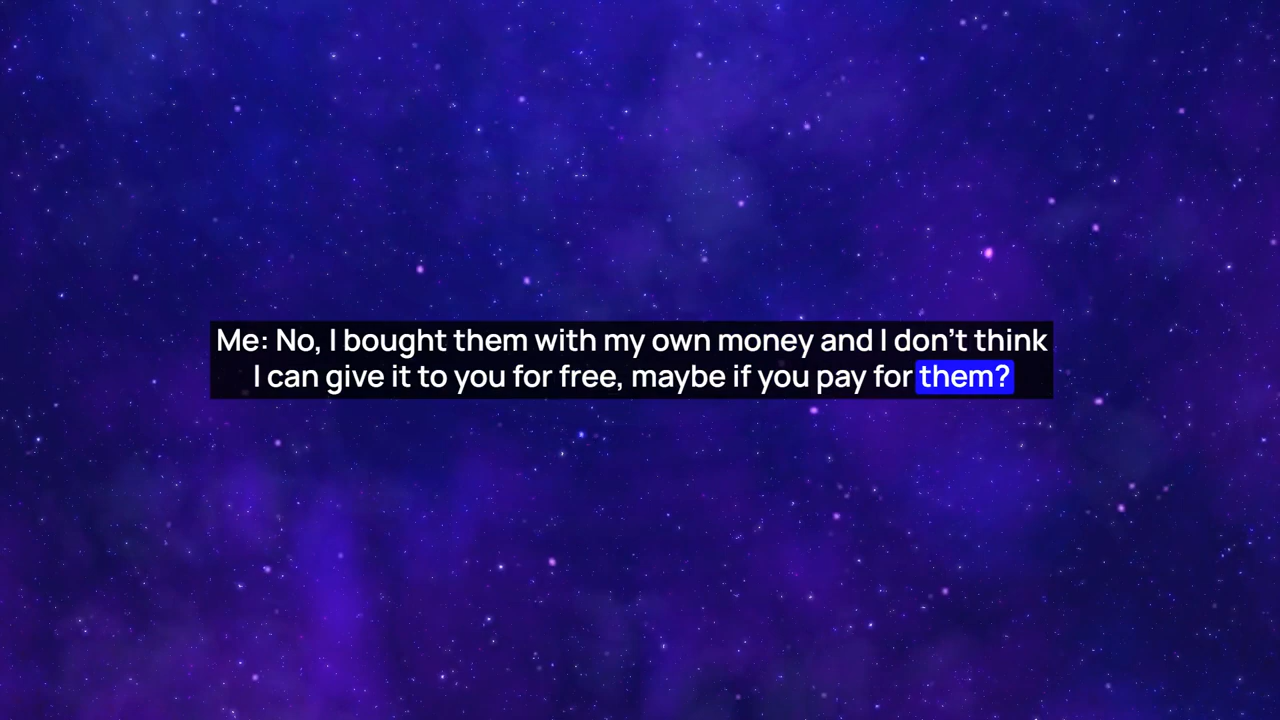 Me: No, I bought them with my own money and I don't think
I can give it to you for free, maybe if you pay for them?